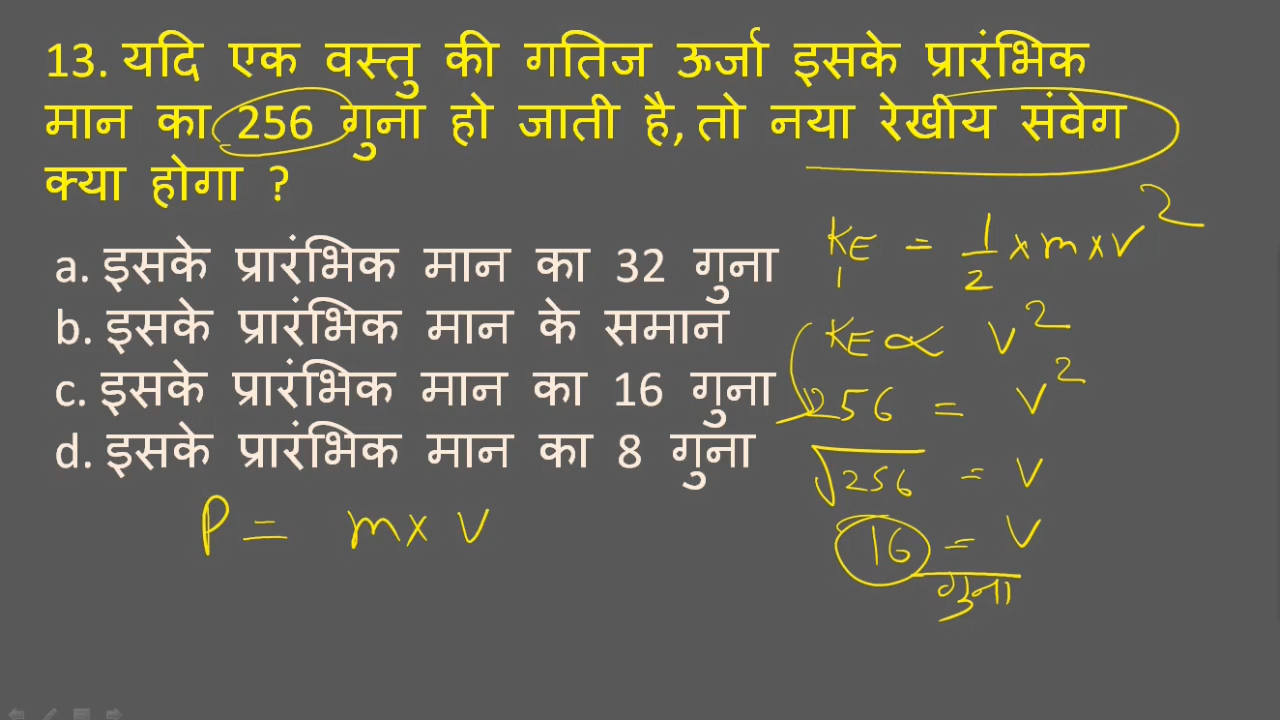 13. यदि एक वस्तु की गतिज ऊर्जा इसके प्रारंभिक
मान का 256 गुना हो जाती है, तो नया रेखीय संवेग
क्या होगा ?
a. इसके प्रारंभिक मान का 32 गुना
b. इसके प्रारंभिक मान के समान
c. इसके प्रारंभिक मान का 16 गुना
d. इसके प्रारंभिक मान का 8 गुना
P = m x v
KE = 1/2 x m x v²
KE ∝ v²
256 = v²
√256 = v
16 = v
गुना